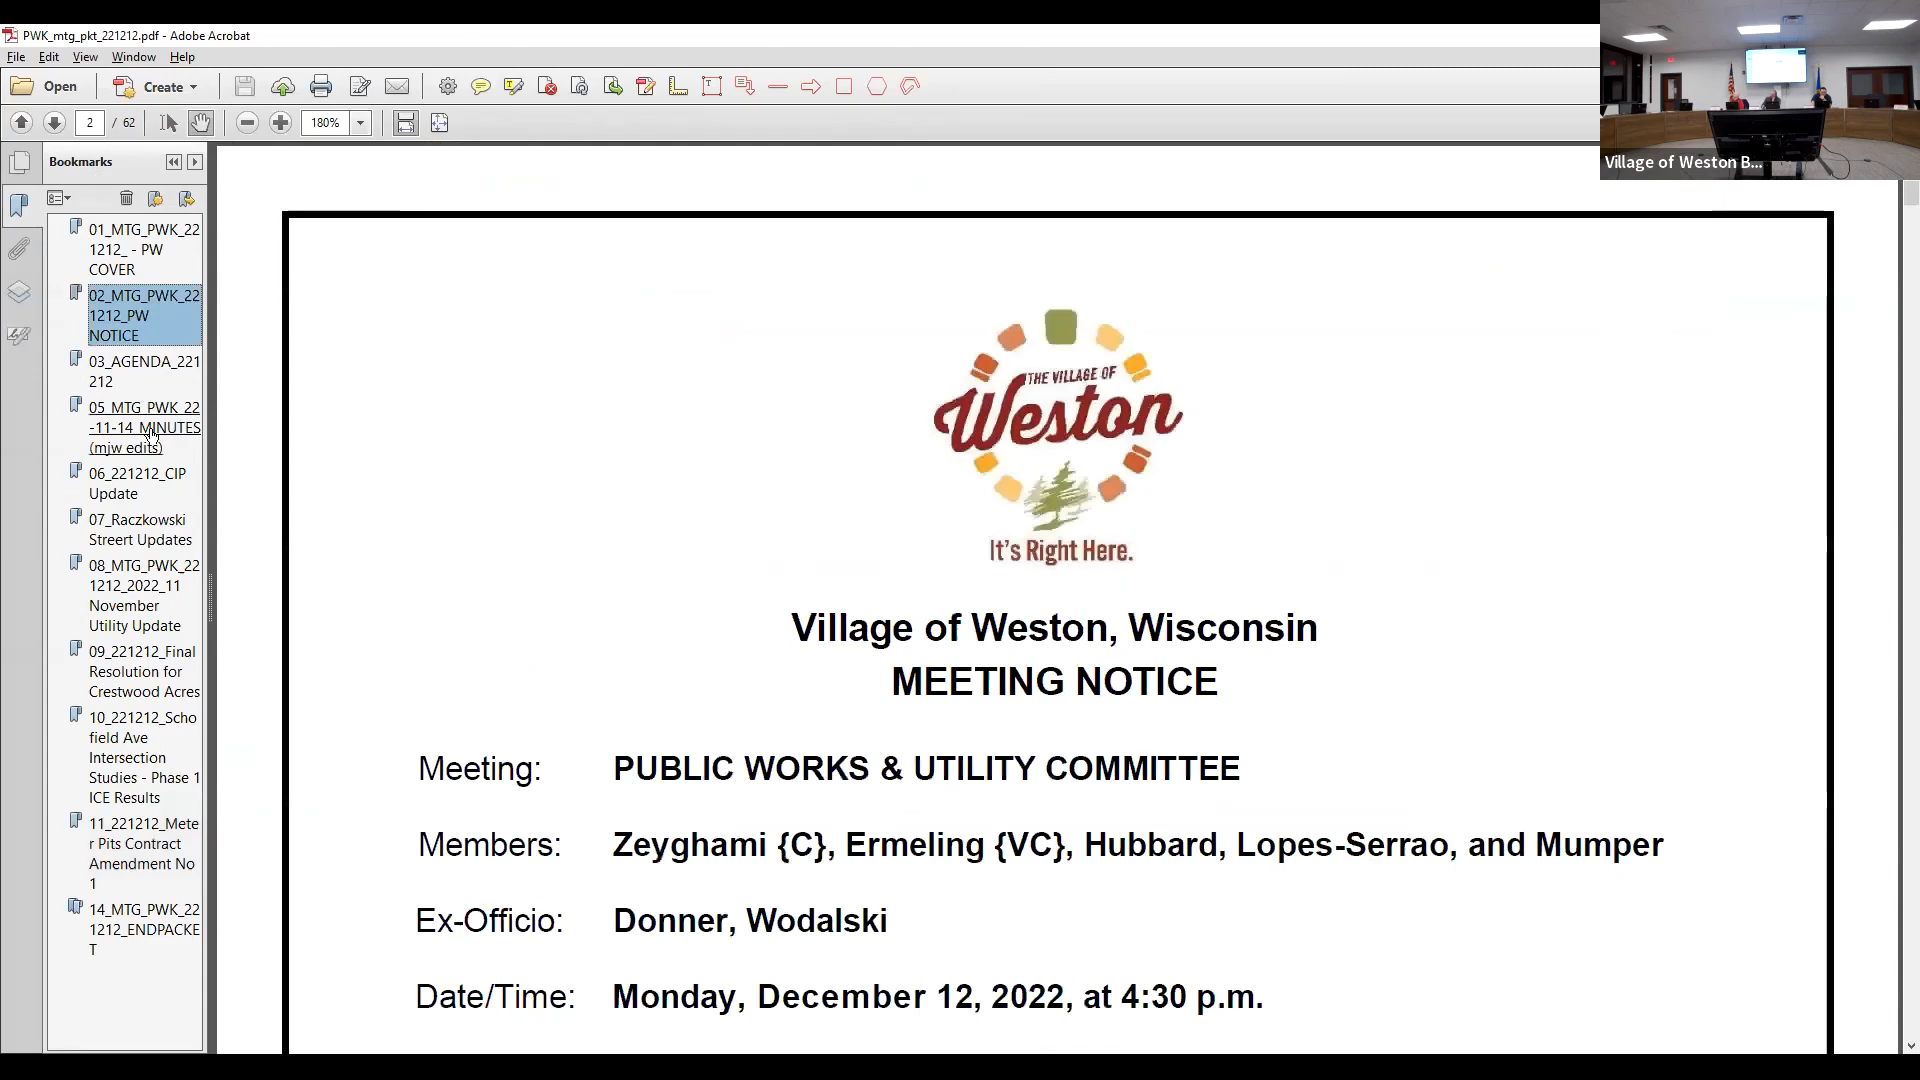 PWK_mtg_pkt_221212.pdf - Adobe Acrobat
File Edit View Window Help
Open Create
2 / 62 180%
Village of Weston B...
Bookmarks
01_MTG_PWK_22
1212_ - PW
COVER
02_MTG_PWK_22
1212_PW
NOTICE
03_AGENDA_221
212
05_MTG_PWK_22
-11-14_MINUTES
(mjw edits)
06_221212_CIP
Update
07_Raczkowski
Streert Updates
08_MTG_PWK_22
1212_2022_11
November
Utility Update
09_221212_Final
Resolution for
Crestwood Acres
10_221212_Scho
field Ave
Intersection
Studies - Phase 1
ICE Results
11_221212_Mete
r Pits Contract
Amendment No
1
14_MTG_PWK_22
1212_ENDPACKE
T
THE VILLAGE OF
Weston
It's Right Here.
Village of Weston, Wisconsin
MEETING NOTICE
Meeting: PUBLIC WORKS & UTILITY COMMITTEE
Members: Zeyghami {C}, Ermeling {VC}, Hubbard, Lopes-Serrao, and Mumper
Ex-Officio: Donner, Wodalski
Date/Time: Monday, December 12, 2022, at 4:30 p.m.